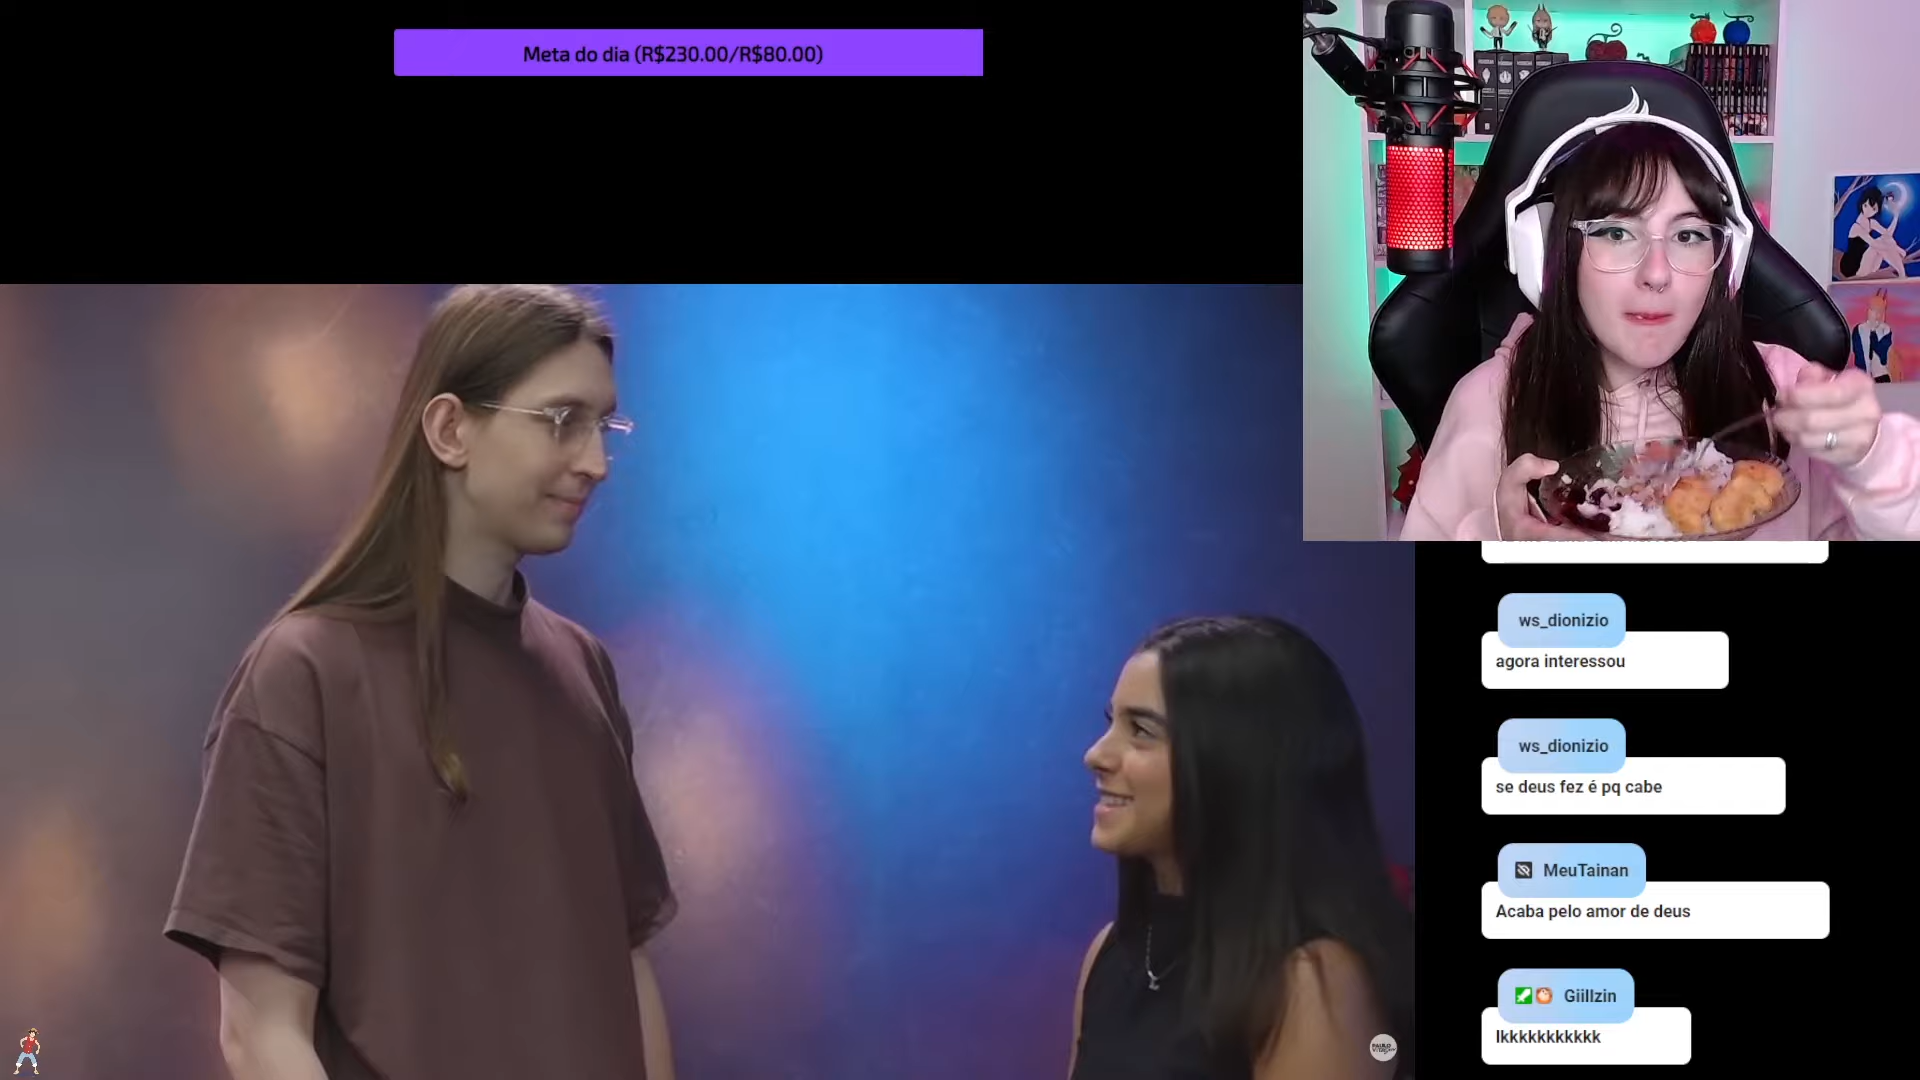 Meta do dia (R$230.00/R$80.00)
ws_dionizio
agora interessou
ws_dionizio
se deus fez é pq cabe
MeuTainan
Acaba pelo amor de deus
Giillzin
lkkkkkkkkkkk